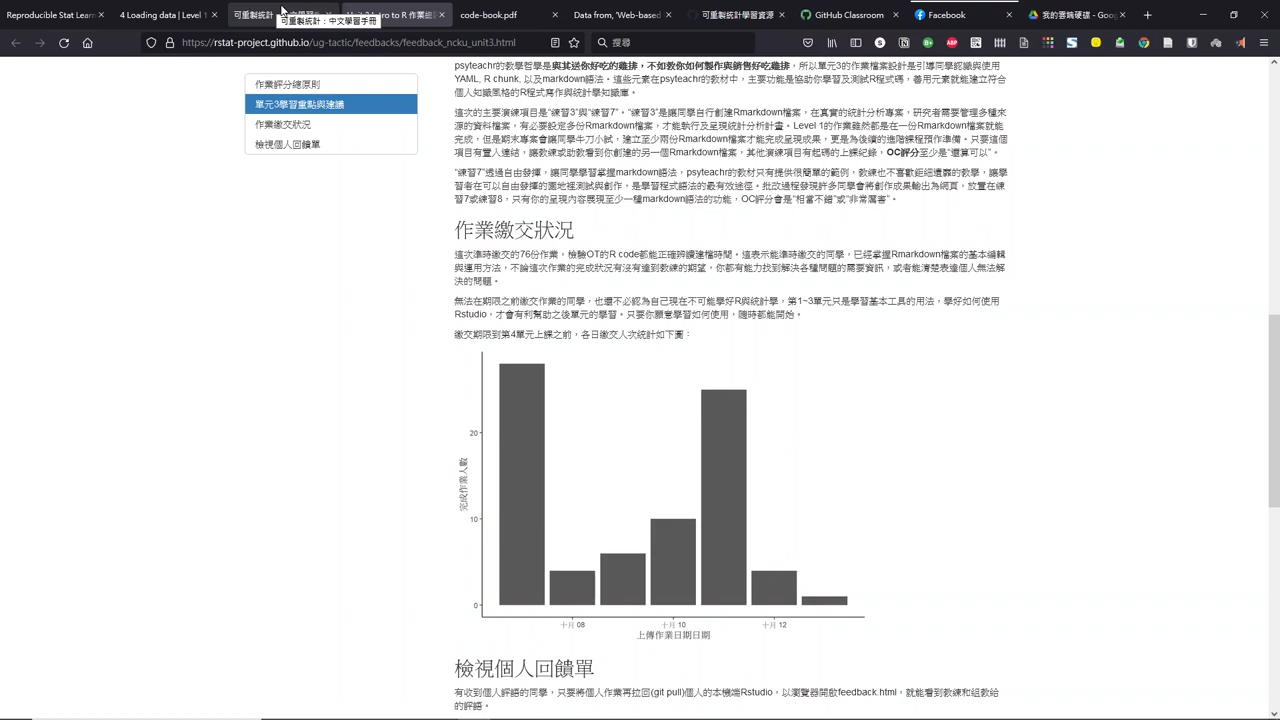 Reproducible Research
4 Loading data | Level 1
可重製統計
作業總
code-book.pdf
Data from, 'Web-based
可重製統計學習資源
GitHub Classroom
Facebook
我的雲端硬碟 - Goo
可重製統計：中文學習手冊
https://rstat-project.github.io/ug-tactic/feedbacks/feedback_ncku_unit3.html
搜尋
作業評分總原則
單元3學習重點與建議
作業繳交狀況
檢視個人回饋單
psyteachr的教學哲學是與其送你好吃的雞排，不如教你如何製作與銷售好吃雞排，所以單元3的作業檔案設計是引導同學認識與使用
YAML, R chunk, 以及markdown語法。這些元素在psyteachr的教材中，主要功能是協助你學習及測試R程式碼，善用元素就能建立符合
個人知識風格的R程式寫作與統計學知識庫。
這次的主要演練項目是“練習3”與“練習7”。“練習3”是讓同學自行創建Rmarkdown檔案，在真實的統計分析專案，研究者需要管理多種來
源的資料檔案，有必要設定多份Rmarkdown檔案，才能執行及呈現統計分析計畫。Level 1的作業雖然都是在一份Rmarkdown檔案就能
完成，但是期末專案會讓同學牛刀小試，建立至少兩份Rmarkdown檔案才能完成呈現成果，更是為後續的進階課程預作準備。只要這個
項目有置入連結，讓教練或助教看到你創建的另一個Rmarkdown檔案，其他演練項目有起碼的上課紀錄，OC評分至少是“還算可以”。
“練習7”透過自由發揮，讓同學學習掌握markdown語法，psyteachr的教材只有提供很簡單的範例，教練也不喜歡鉅細遺靡的教學，讓學
習者在可以自由發揮的園地裡測試與創作，是學習程式語法的最有效途徑。批改過程發現許多同學會將創作成果輸出為網頁，放置在練
習7或練習8，只有你的呈現內容展現至少一種markdown語法的功能，OC評分會是“相當不錯”或“非常厲害”。
作業繳交狀況
這次準時繳交的76份作業，檢驗OT的R code都能正確辨讀建檔時間。這表示能準時繳交的同學，已經掌握Rmarkdown檔案的基本編輯
與運用方法，不論這次作業的完成狀況有沒有達到教練的期望，你都有能力找到解決各種問題的需要資訊，或者能清楚表達個人無法解
決的問題。
無法在期限之前繳交作業的同學，也還不必認為自己現在不可能學好R與統計學，第1~3單元只是學習基本工具的用法，學好如何使用
Rstudio，才會有利幫助之後單元的學習。只要你願意學習如何使用，隨時都能開始。
繳交期限到第4單元上課之前，各日繳交人次統計如下圖：
完成作業人數
20
10
0
十月 08
十月 10
十月 12
上傳作業日期日期
檢視個人回饋單
有收到個人評語的同學，只要將個人作業再拉回(git pull)個人的本機端Rstudio，以瀏覽器開啟feedback.html，就能看到教練和組教給
的評語。